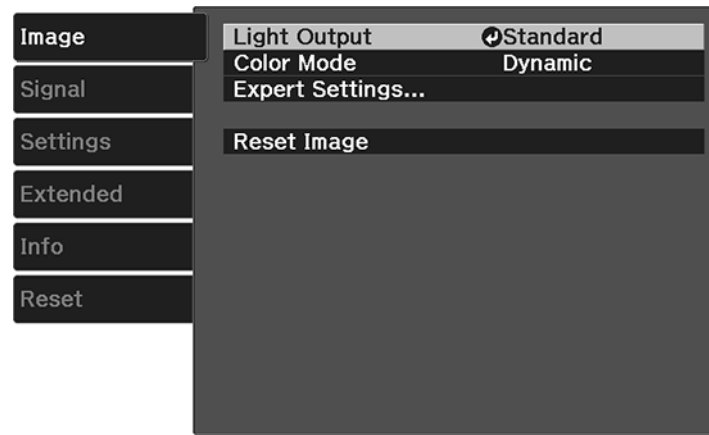 Image
Signal
Settings
Extended
Info
Reset
Light Output Standard
Color Mode Dynamic
Expert Settings...
Reset Image